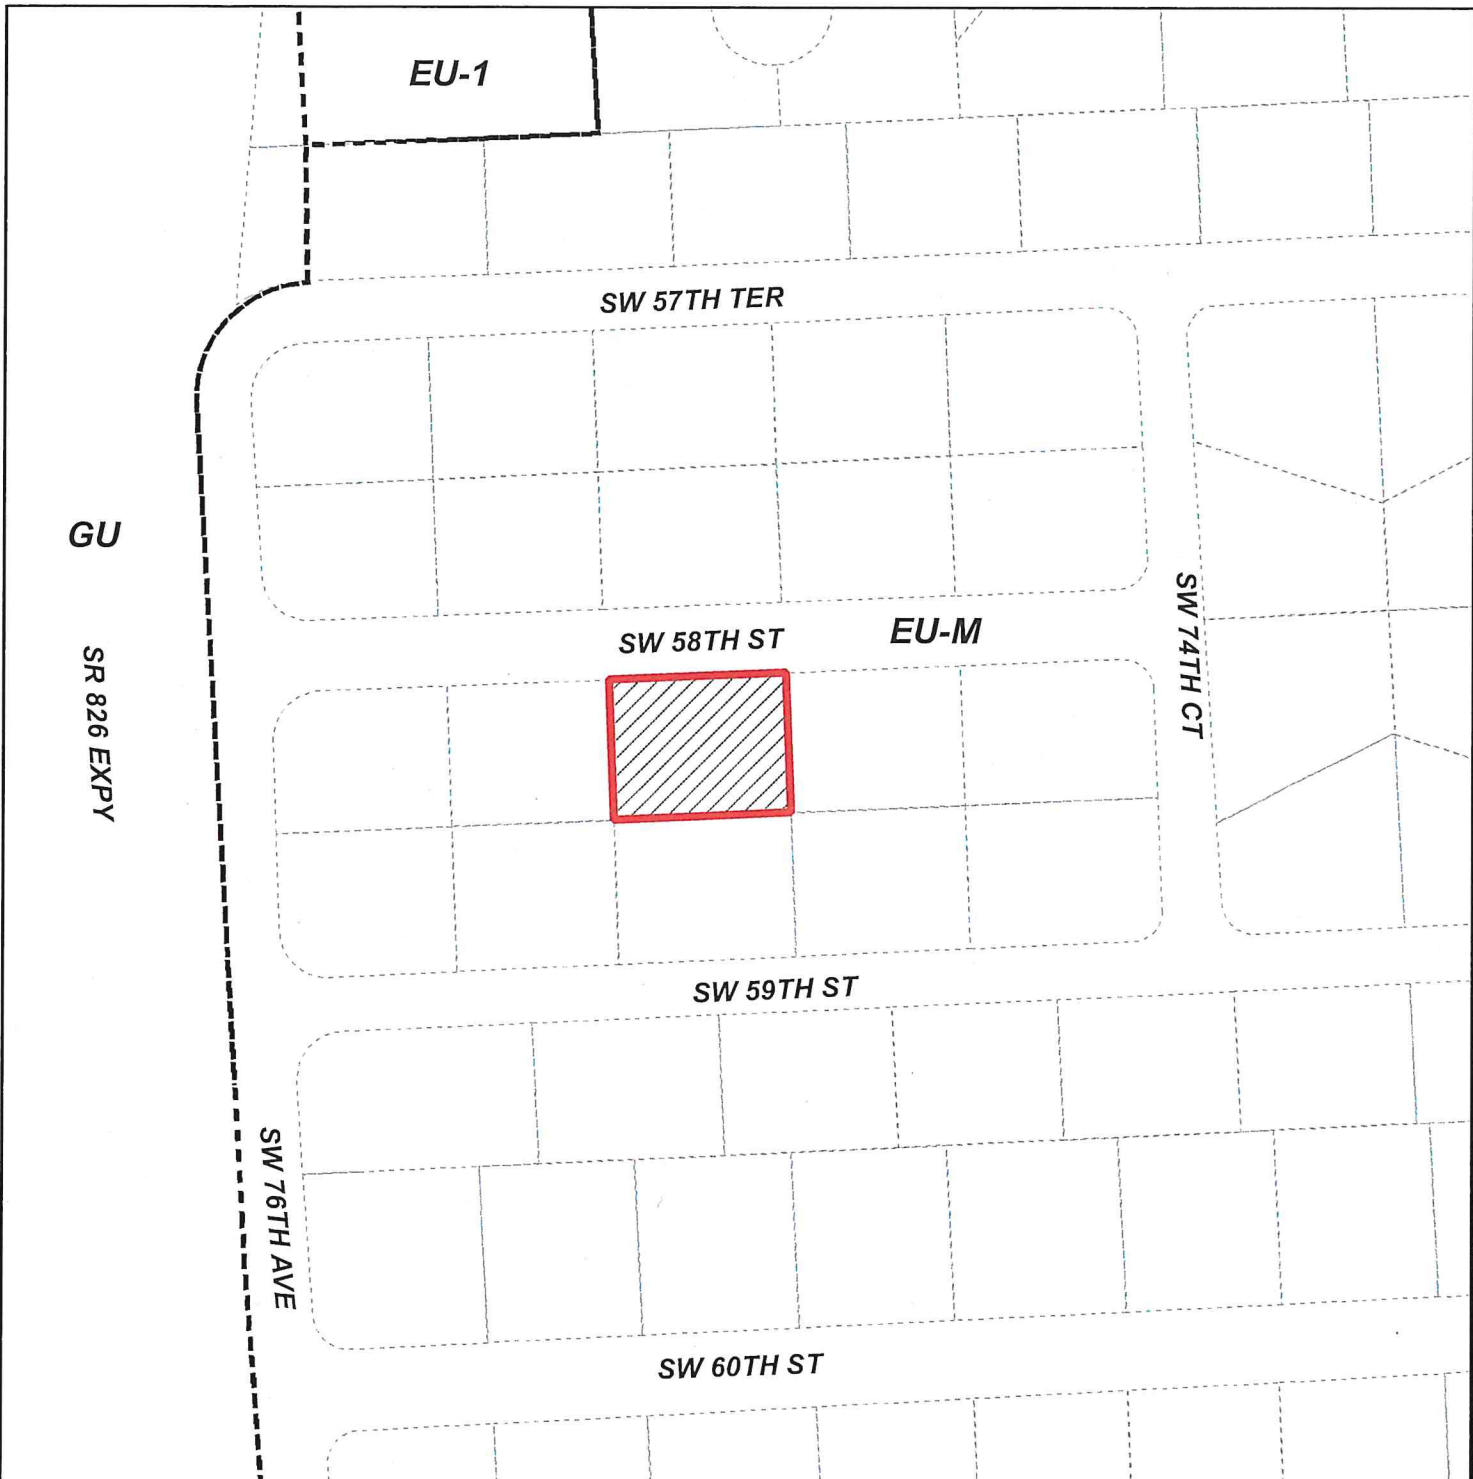 EU-1
SW 57TH TER
GU
SW 58TH ST
EU-M
SW 74TH CT
SR 826 EXPY
SW 59TH ST
SW 76TH AVE
SW 60TH ST